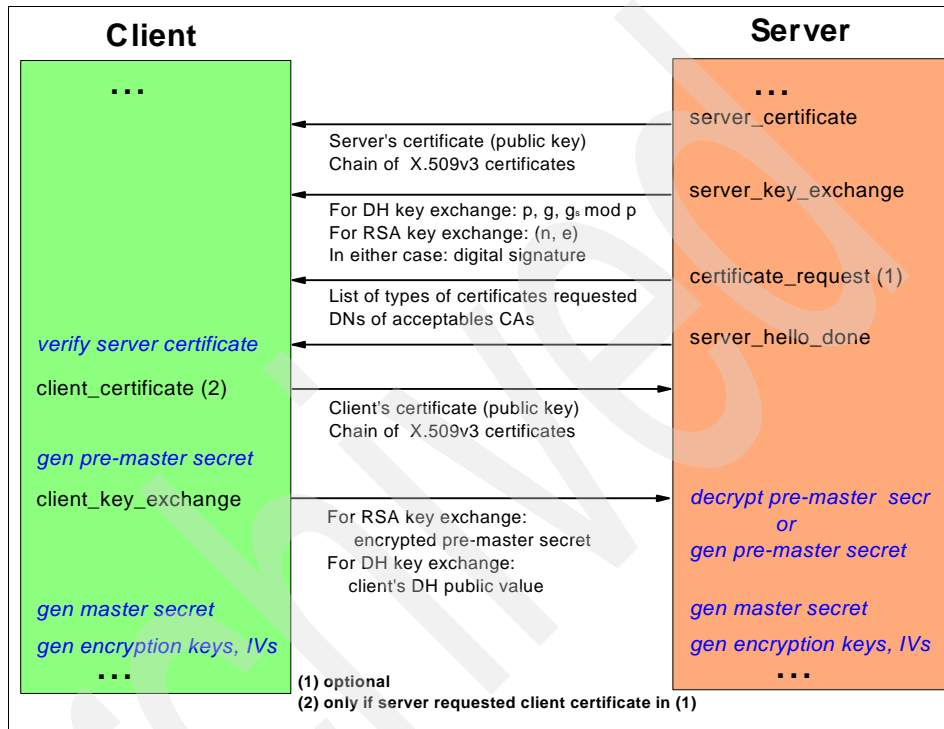 Client
Server
...
...
server_certificate
Server's certificate (public key)
Chain of X.509v3 certificates
server_key_exchange
For DH key exchange: p, g, gs mod p
For RSA key exchange: (n, e)
In either case: digital signature
certificate_request (1)
List of types of certificates requested
DNs of acceptables CAs
verify server certificate
server_hello_done
client_certificate (2)
Client's certificate (public key)
Chain of X.509v3 certificates
gen pre-master secret
client_key_exchange
decrypt pre-master secr
or
gen pre-master secret
For RSA key exchange:
encrypted pre-master secret
For DH key exchange:
client's DH public value
gen master secret
gen master secret
gen encryption keys, IVs
gen encryption keys, IVs
...
...
(1) optional
(2) only if server requested client certificate in (1)